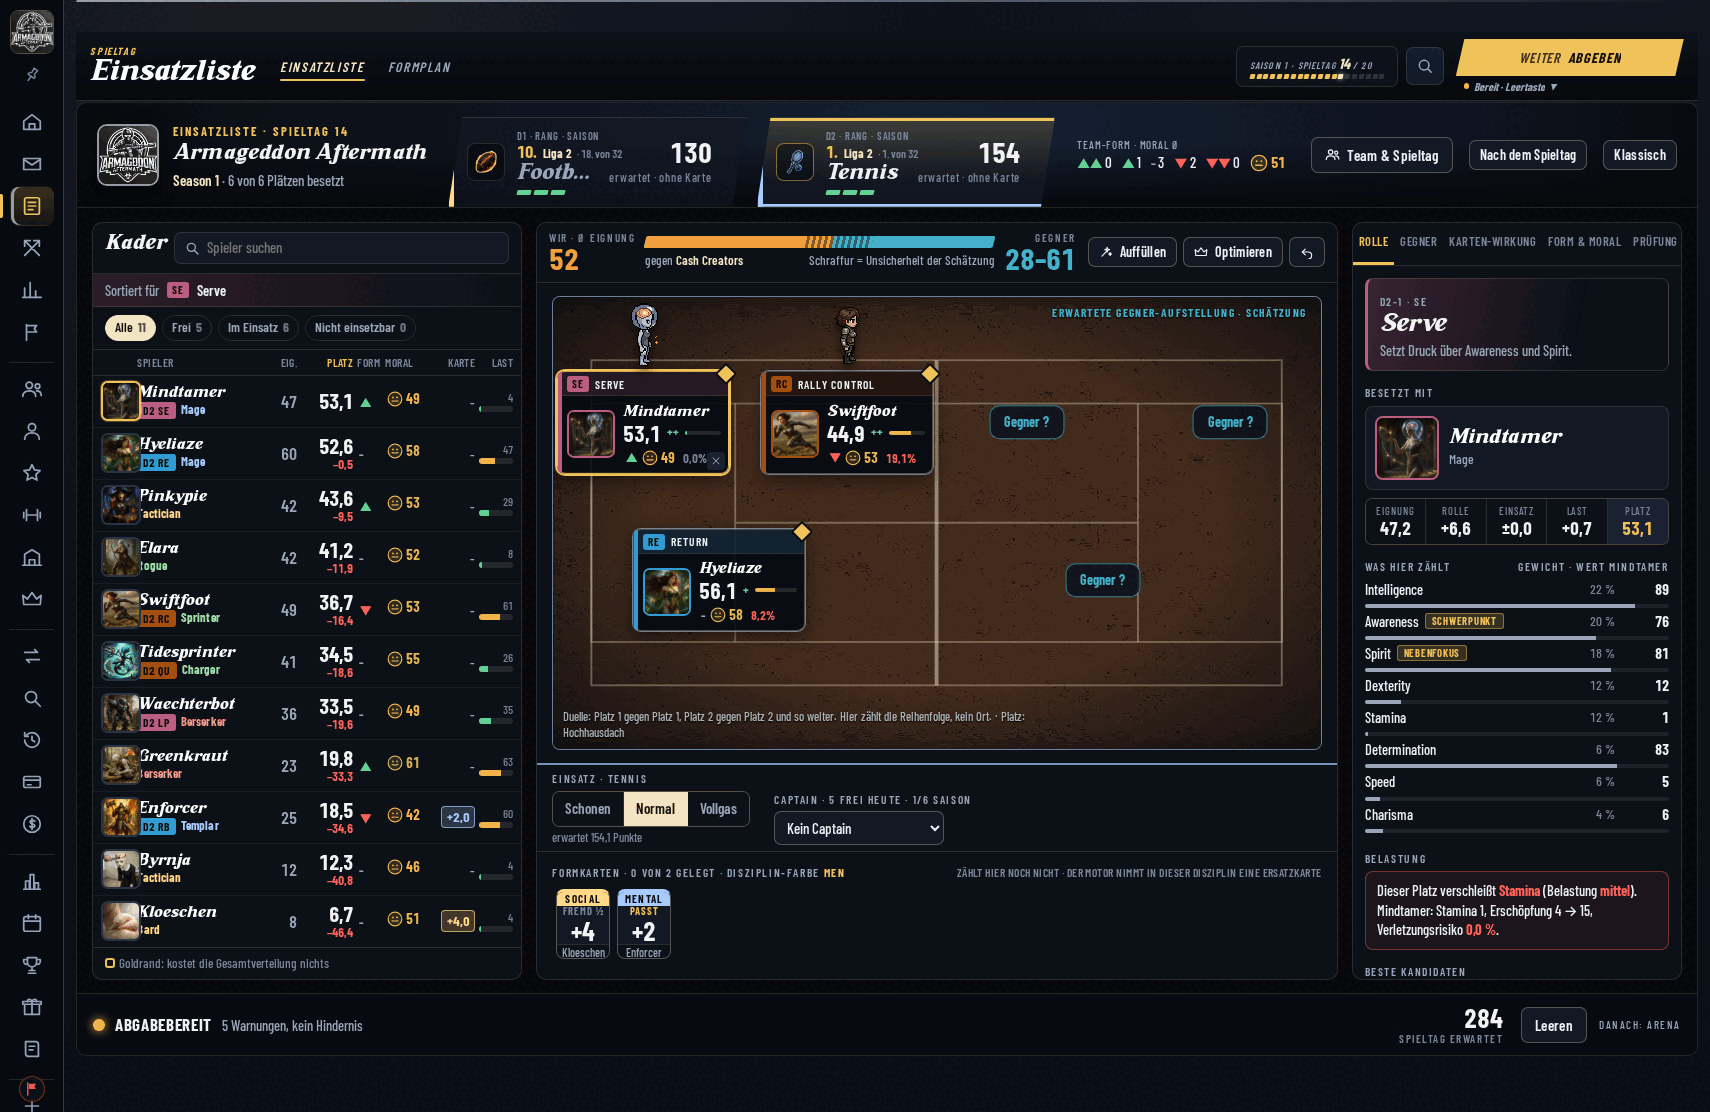 SPIELTAG
Einsatzliste
EINSATZLISTE
FORMPLAN
SAISON 1 · SPIELTAG 14 / 20
WEITER ABGEBEN
Bereit · Leertaste ▼
ARMAGEDDON
EINSATZLISTE · SPIELTAG 14
Armageddon Aftermath
Season 1 · 6 von 6 Plätzen besetzt
D1 · RANG · SAISON
10. Liga 2 · 18. von 32
Footb...
130
erwartet · ohne Karte
D2 · RANG · SAISON
1. Liga 2 · 1. von 32
Tennis
154
erwartet · ohne Karte
TEAM-FORM · MORAL Ø
▲▲ 0 ▲ 1 –3 ▼ 2 ▼▼ 0 51
Team & Spieltag
Nach dem Spieltag
Klassisch
Kader
Spieler suchen
Sortiert für SE Serve
Alle 11
Frei 5
Im Einsatz 6
Nicht einsetzbar 0
SPIELER EIG. PLATZ FORM MORAL KARTE LAST
Mindtamer
D2 SE Mage
47 53,1 ▲ 49 - 4
Hyeliaze
D2 RE Mage
60 52,6 –0,5 - 58 - 47
Pinkypie
Tactician
42 43,6 –9,5 ▲ 53 - 29
Elara
Rogue
42 41,2 –11,9 - 52 - 8
Swiftfoot
D2 RC Sprinter
49 36,7 –16,4 ▼ 53 - 61
Tidesprinter
D2 QU Charger
41 34,5 –18,6 - 55 - 26
Waechterbot
D2 LP Berserker
36 33,5 –19,6 - 49 - 35
Greenkraut
Berserker
23 19,8 –33,3 ▲ 61 - 63
Enforcer
D2 RB Templar
25 18,5 –34,6 ▼ 42 +2,0 60
Byrnja
Tactician
12 12,3 –40,8 - 46 - 4
Kloeschen
Bard
8 6,7 –46,4 - 51 +4,0 4
Goldrand: kostet die Gesamtverteilung nichts
WIR · Ø EIGNUNG
52
gegen Cash Creators
Schraffur = Unsicherheit der Schätzung
GEGNER
28–61
Auffüllen
Optimieren
ERWARTETE GEGNER-AUFSTELLUNG · SCHÄTZUNG
SE SERVE
Mindtamer
53,1 ++
▲ 49 0,0%
RC RALLY CONTROL
Swiftfoot
44,9 ++
▼ 53 19,1%
Gegner ?
Gegner ?
RE RETURN
Hyeliaze
56,1 +
- 58 8,2%
Gegner ?
Duelle: Platz 1 gegen Platz 1, Platz 2 gegen Platz 2 und so weiter. Hier zählt die Reihenfolge, kein Ort. · Platz:
Hochhausdach
EINSATZ · TENNIS
Schonen
Normal
Vollgas
erwartet 154,1 Punkte
CAPTAIN · 5 FREI HEUTE · 1/6 SAISON
Kein Captain
FORMKARTEN · 0 VON 2 GELEGT · DISZIPLIN-FARBE MEN
ZÄHLT HIER NOCH NICHT · DER MOTOR NIMMT IN DIESER DISZIPLIN EINE ERSATZKARTE
SOCIAL
FREMD ½
+4
Kloeschen
MENTAL
PASST
+2
Enforcer
ROLLE
GEGNER
KARTEN-WIRKUNG
FORM & MORAL
PRÜFUNG
D2-1 · SE
Serve
Setzt Druck über Awareness und Spirit.
BESETZT MIT
Mindtamer
Mage
EIGNUNG 47,2
ROLLE +6,6
EINSATZ ±0,0
LAST +0,7
PLATZ 53,1
WAS HIER ZÄHLT
GEWICHT · WERT MINDTAMER
Intelligence 22 % 89
Awareness SCHWERPUNKT 20 % 76
Spirit NEBENFOKUS 18 % 81
Dexterity 12 % 12
Stamina 12 % 1
Determination 6 % 83
Speed 6 % 5
Charisma 4 % 6
BELASTUNG
Dieser Platz verschleißt Stamina (Belastung mittel).
Mindtamer: Stamina 1, Erschöpfung 4 → 15,
Verletzungsrisiko 0,0 %.
BESTE KANDIDATEN
ABGABEBEREIT
5 Warnungen, kein Hindernis
284
SPIELTAG ERWARTET
Leeren
DANACH: ARENA